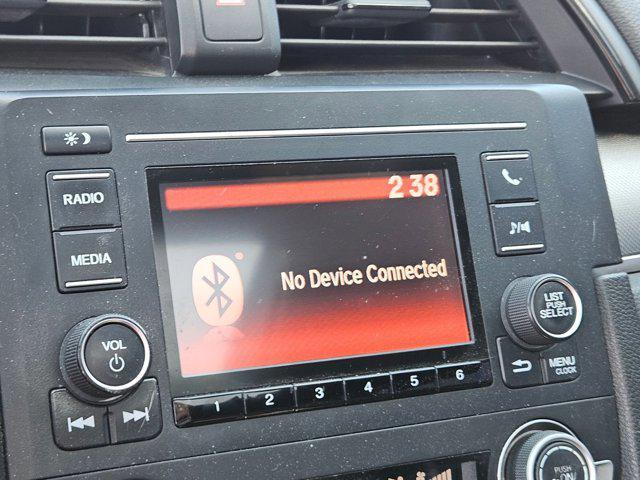 2 38
RADIO
MEDIA
No Device Connected
LIST
PUSH
SELECT
VOL
MENU
CLOCK
1 2 3 4 5 6
PUSH
ON